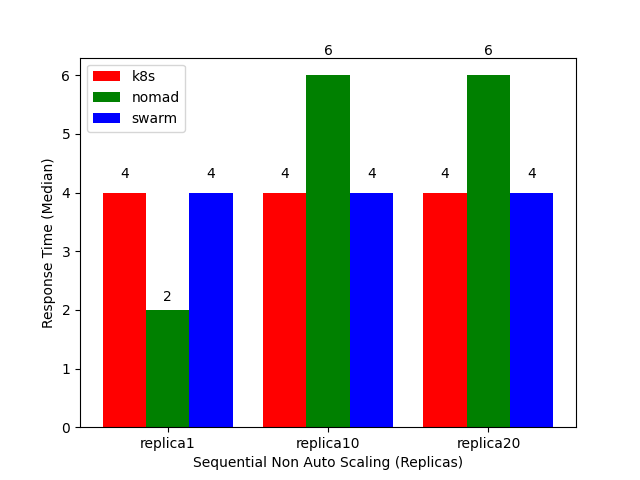 6 6
6
k8s
nomad
swarm
5
4 4 4 4 4 4
4
3
2
2
1
0
Response Time (Median)
replica1 replica10 replica20
Sequential Non Auto Scaling (Replicas)